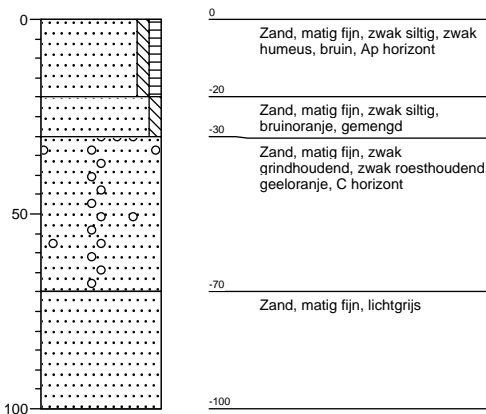 0
0
Zand, matig fijn, zwak siltig, zwak
humeus, bruin, Ap horizont
-20
Zand, matig fijn, zwak siltig,
bruinoranje, gemengd
-30
Zand, matig fijn, zwak
grindhoudend, zwak roesthoudend,
geeloranje, C horizont
50
-70
Zand, matig fijn, lichtgrijs
100
-100